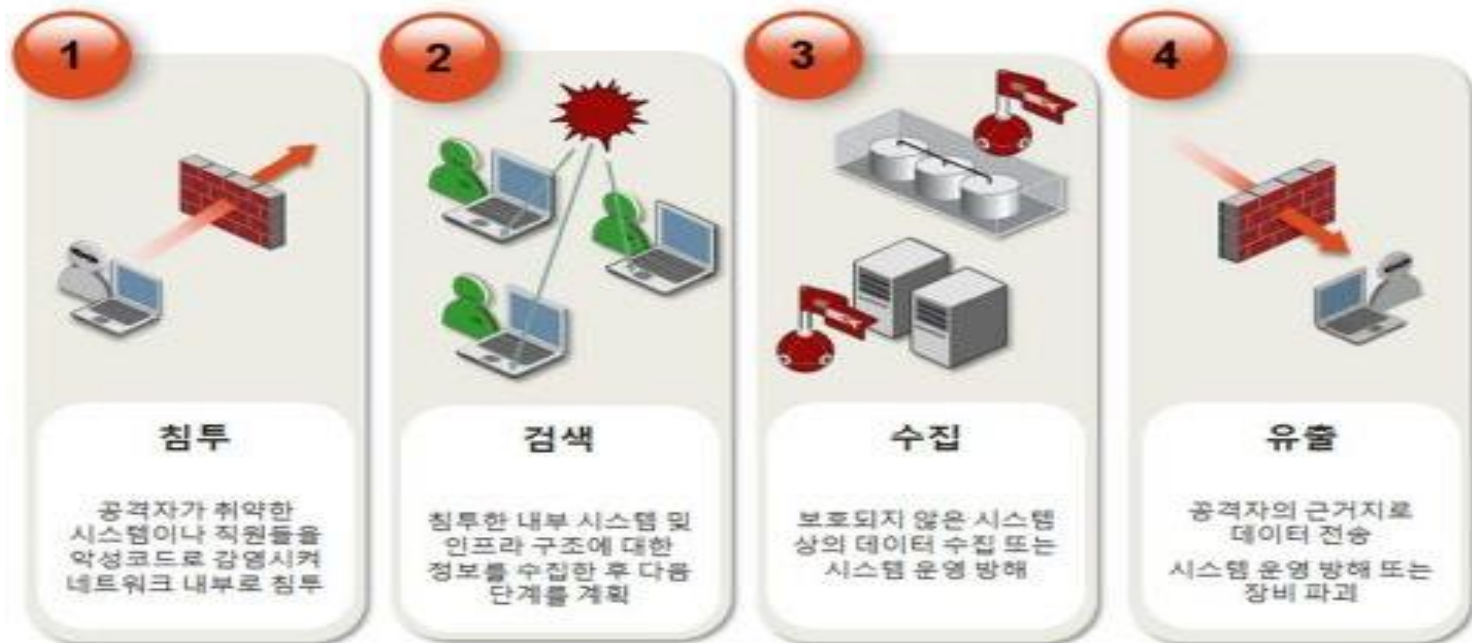 1
침투
공격자가 취약한
시스템이나 직원들을
악성코드로 감염시켜
네트워크 내부로 침투
2
검색
침투한 내부 시스템 및
인프라 구조에 대한
정보를 수집한 후 다음
단계를 계획
3
수집
보호되지 않은 시스템
상의 데이터 수집 또는
시스템 운영 방해
4
유출
공격자의 근거지로
데이터 전송
시스템 운영 방해 또는
장비 파괴